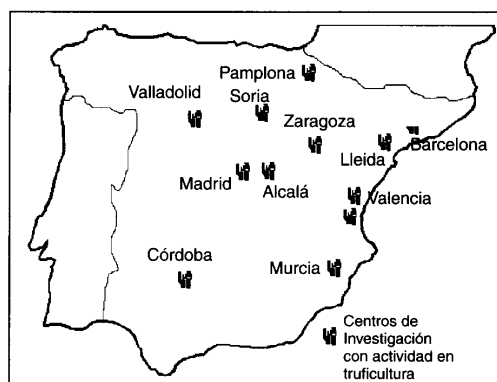 Pamplona
Valladolid
Soria
Zaragoza
Barcelona
Lleida
Madrid
Alcalá
Valencia
Córdoba
Murcia
Centros de
Investigación
con actividad en
truficultura